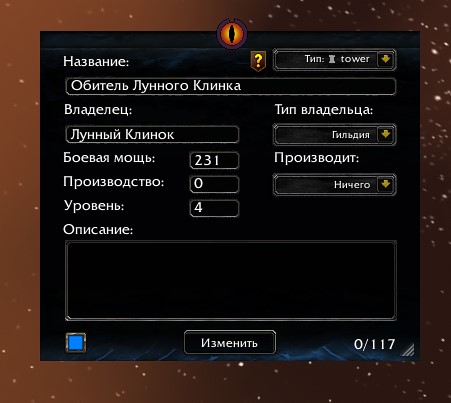 Название: ? Тип: tower
Обитель Лунного Клинка
Владелец: Тип владельца:
Лунный Клинок Гильдия
Боевая мощь: 231 Производит:
Производство: 0 Ничего
Уровень: 4
Описание:
Изменить 0/117